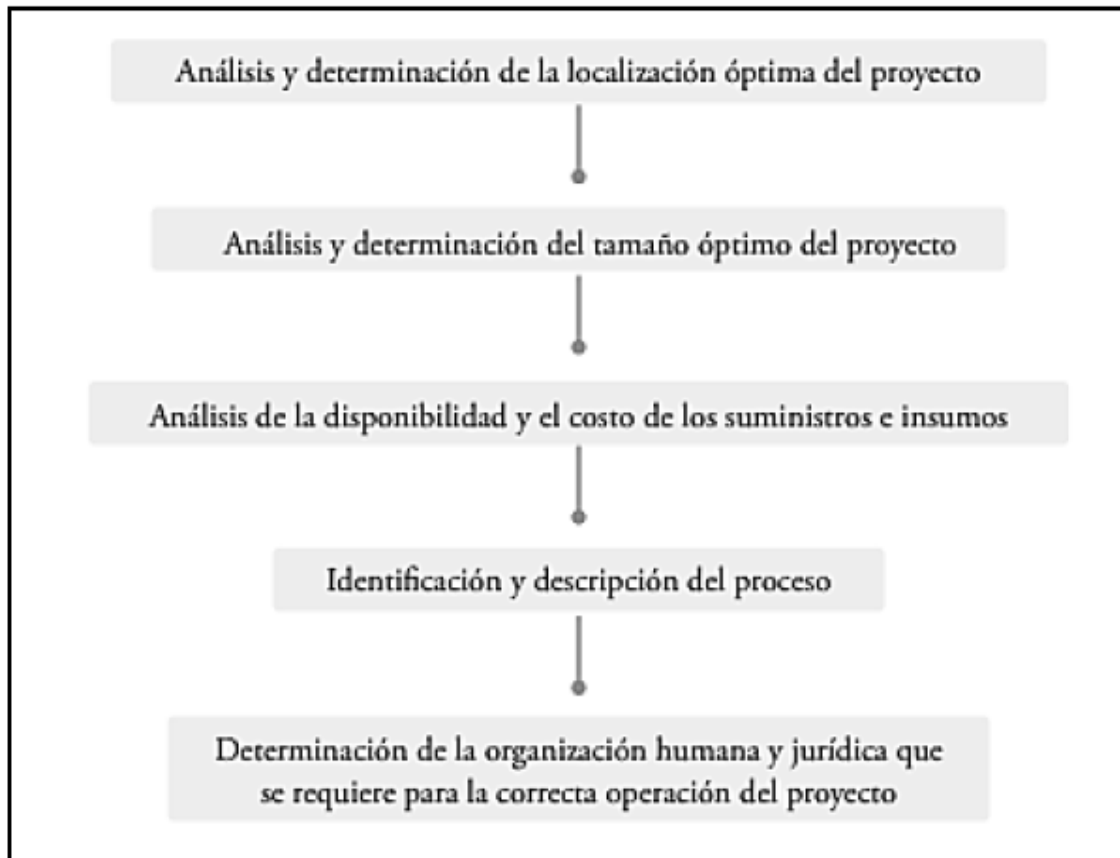 Análisis y determinación de la localización óptima del proyecto
Análisis y determinación del tamaño óptimo del proyecto
Análisis de la disponibilidad y el costo de los suministros e insumos
Identificación y descripción del proceso
Determinación de la organización humana y jurídica que
se requiere para la correcta operación del proyecto